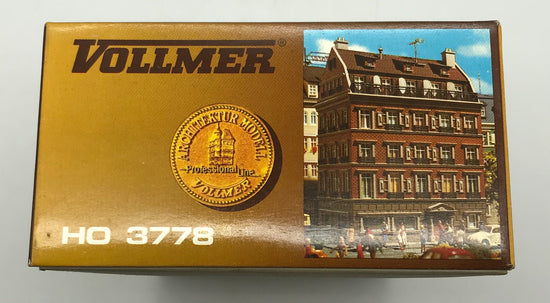 VOLLMER®
ARCHITEKTUR MODELL
Professional Line
VOLLMER
HO 3778